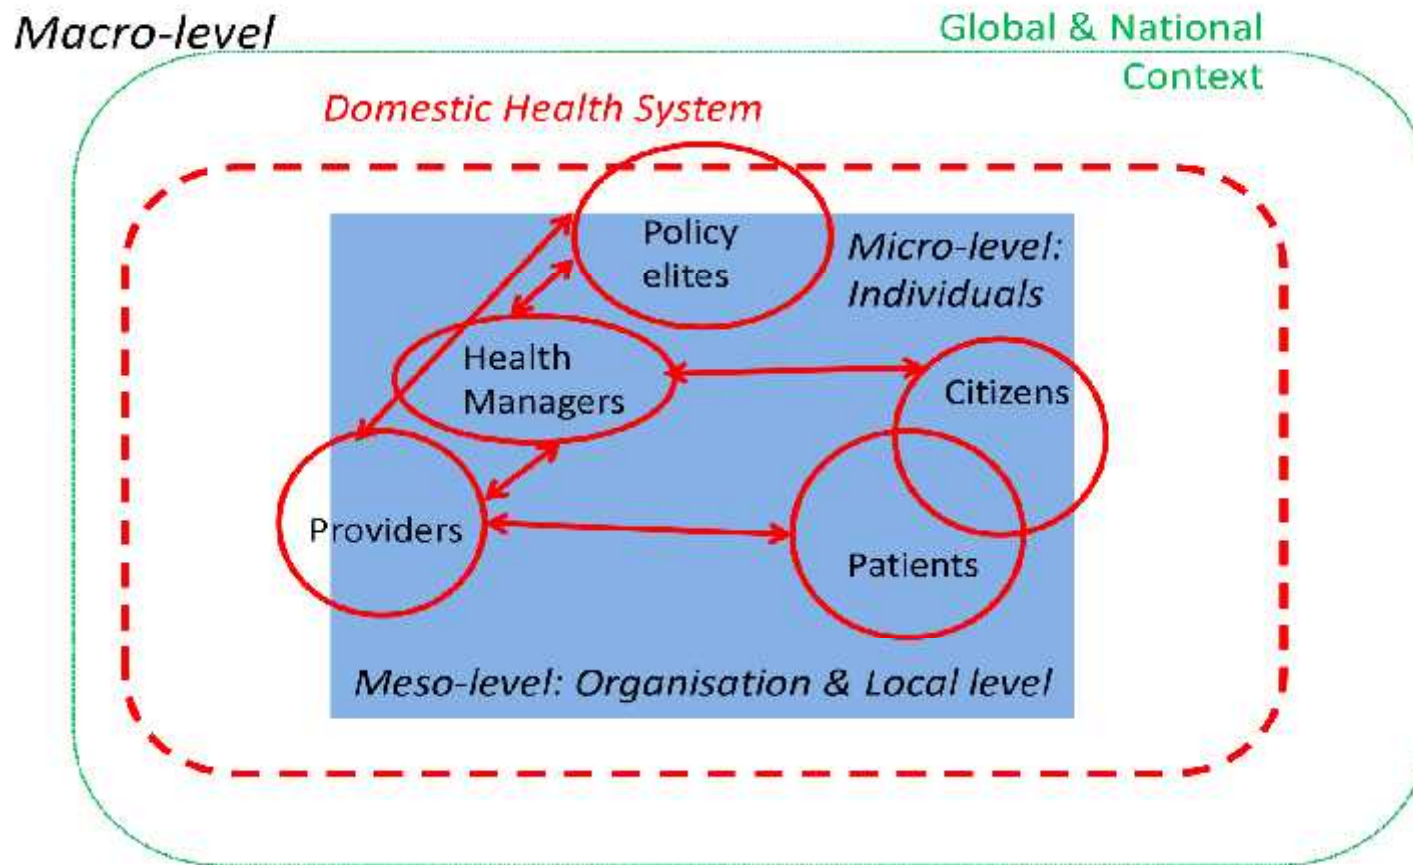 Macro-level
Global & National
Context
Domestic Health System
Policy
elites
Micro-level:
Individuals
Health
Managers
Citizens
Providers
Patients
Meso-level: Organisation & Local level